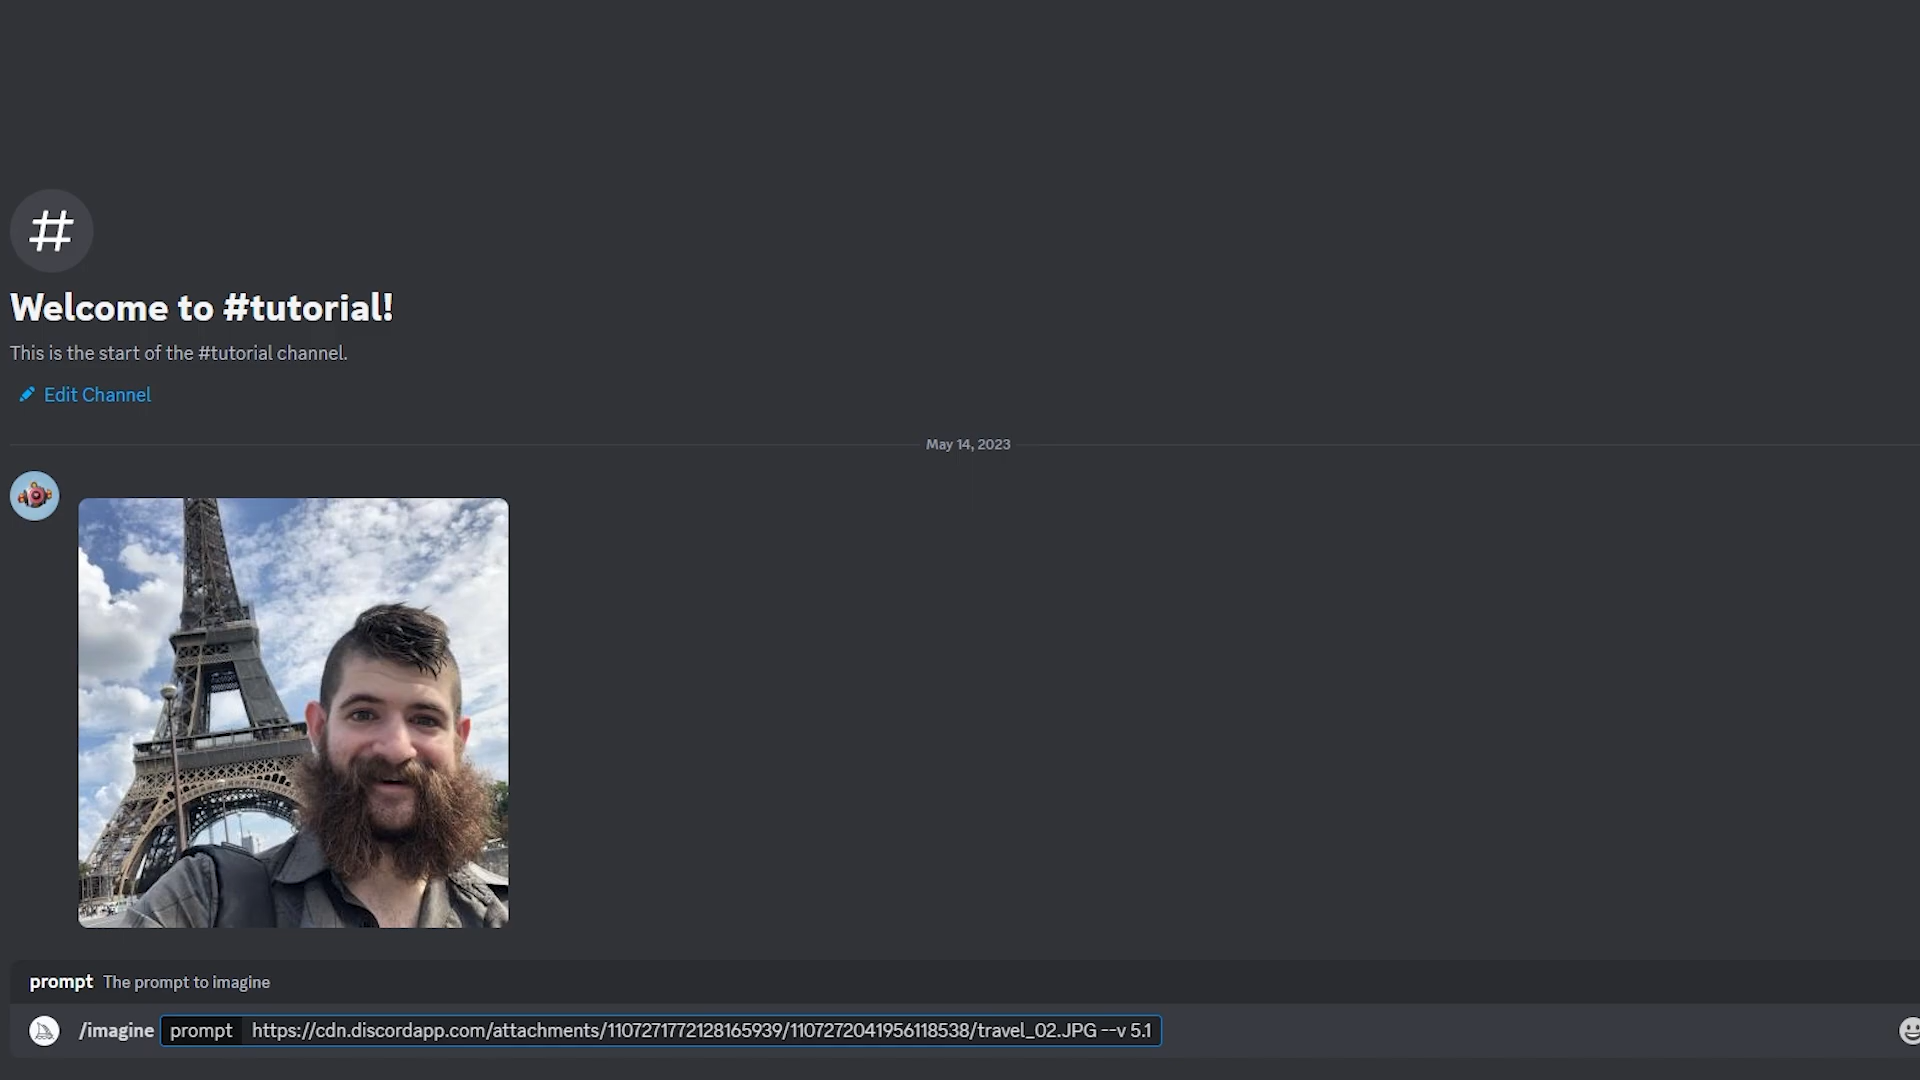 #
Welcome to #tutorial!
This is the start of the #tutorial channel.
Edit Channel
May 14, 2023
prompt The prompt to imagine
/imagine prompt https://cdn.discordapp.com/attachments/1107271772128165939/1107272041956118538/travel_02.JPG --v 5.1